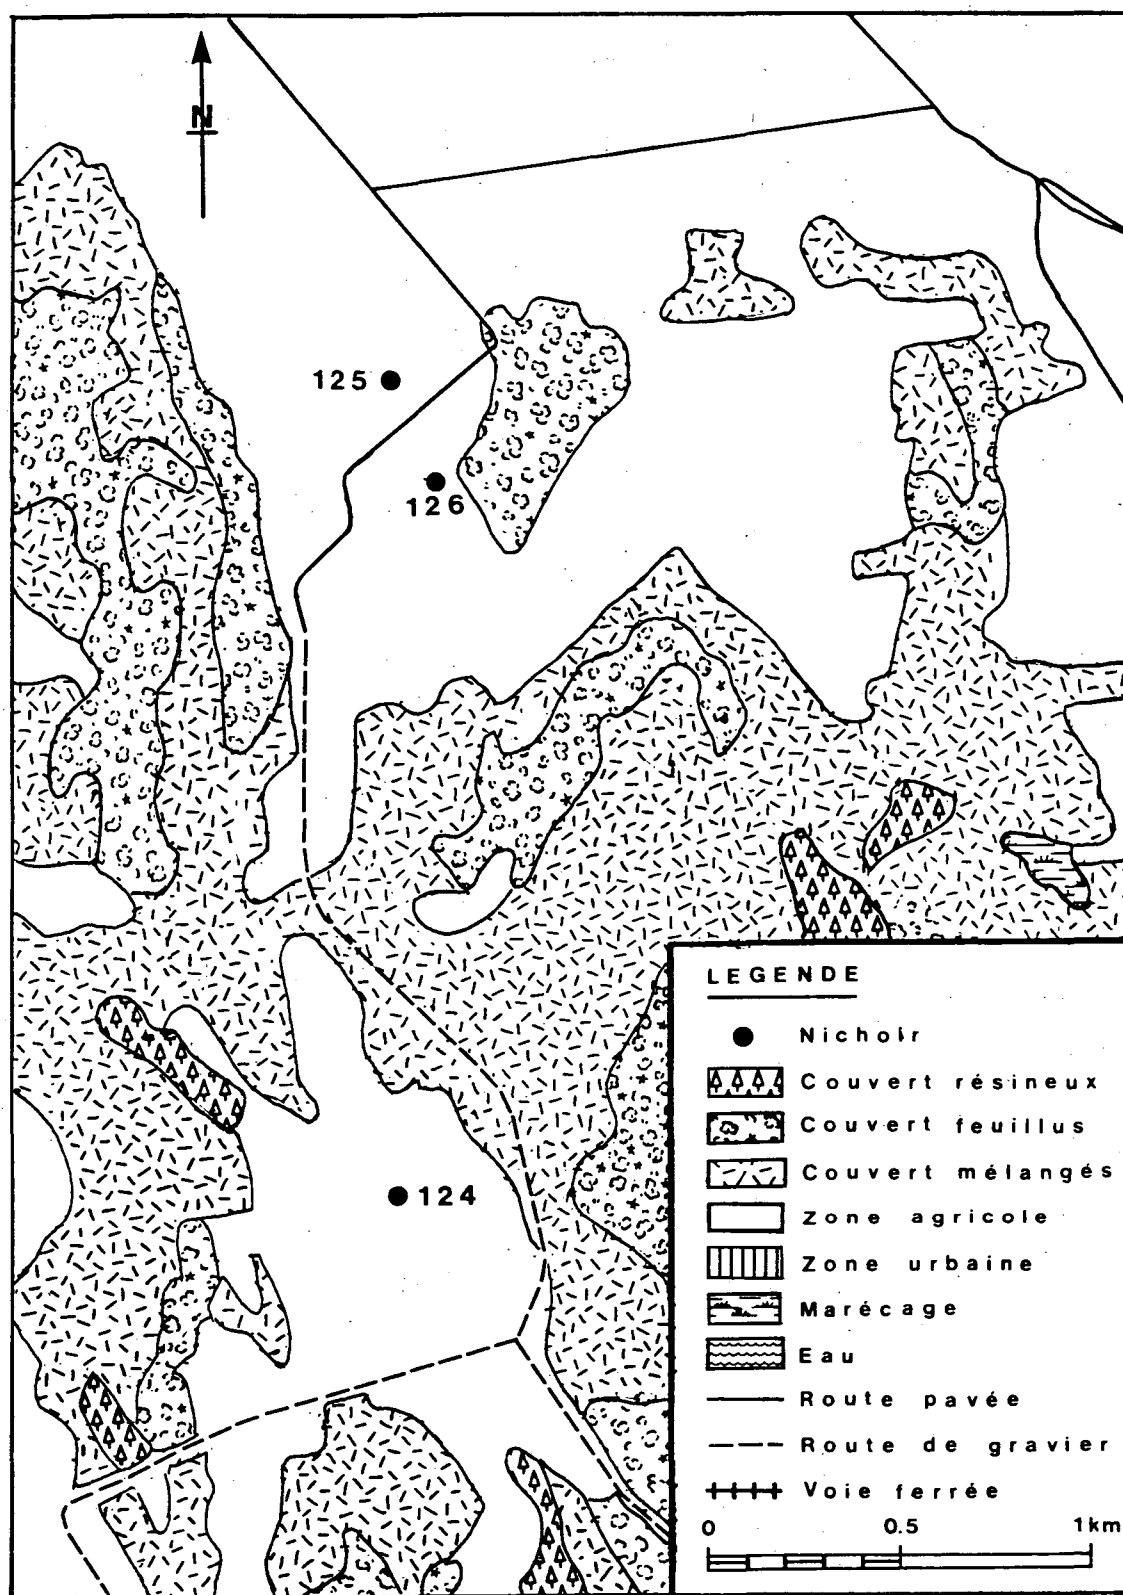 N
125
126
124
LEGENDE
Nichoir
Couvert résineux
Couvert feuillus
Couvert mélangés
Zone agricole
Zone urbaine
Marécage
Eau
Route pavée
Route de gravier
Voie ferrée
0 0.5 1km